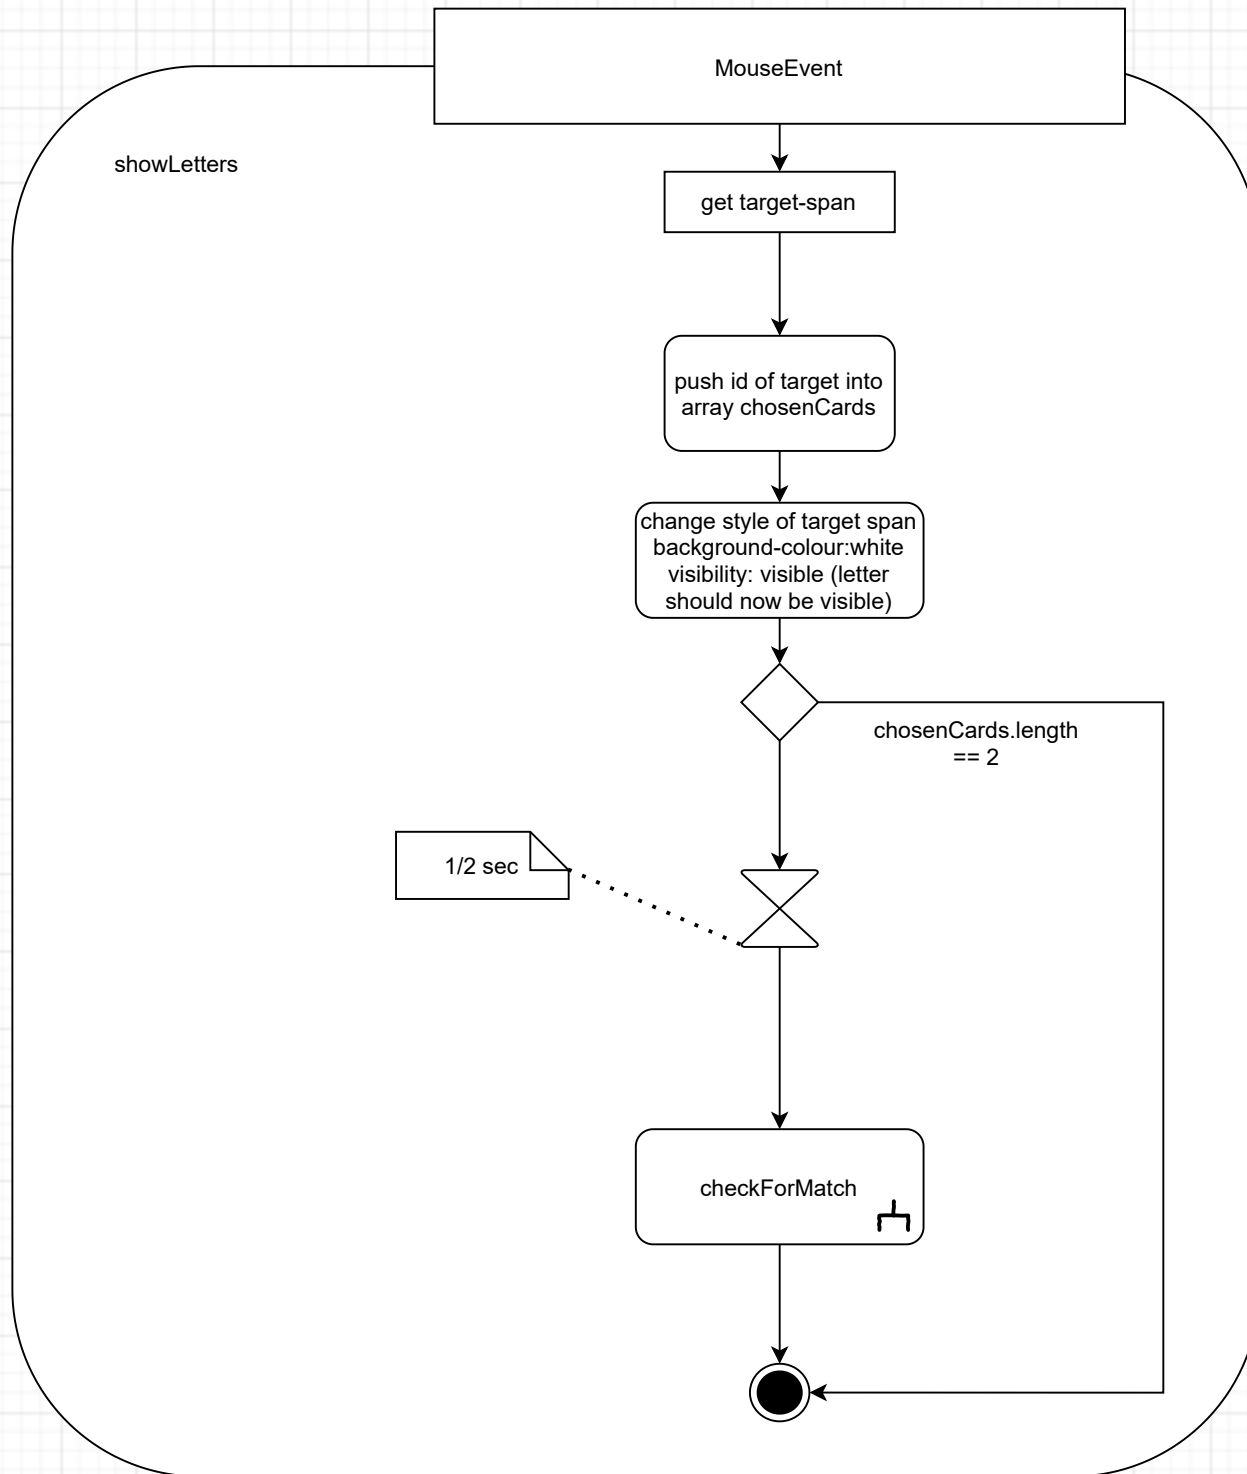 MouseEvent
showLetters
get target-span
push id of target into
array chosenCards
change style of target span
background-colour:white
visibility: visible (letter
should now be visible)
chosenCards.length
== 2
1/2 sec
checkForMatch